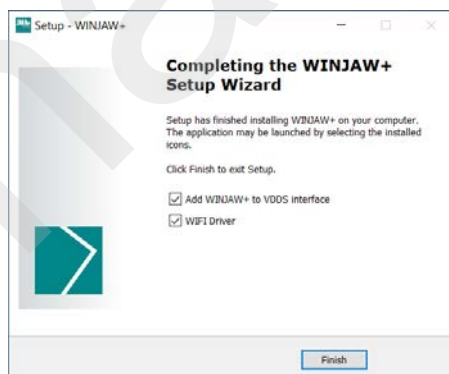 Setup - WINJAW+
Completing the WINJAW+
Setup Wizard
Setup has finished installing WINJAW+ on your computer.
The application may be launched by selecting the installed
icons.
Click Finish to exit Setup.
Add WINJAW+ to VDDS interface
WIFI Driver
Finish